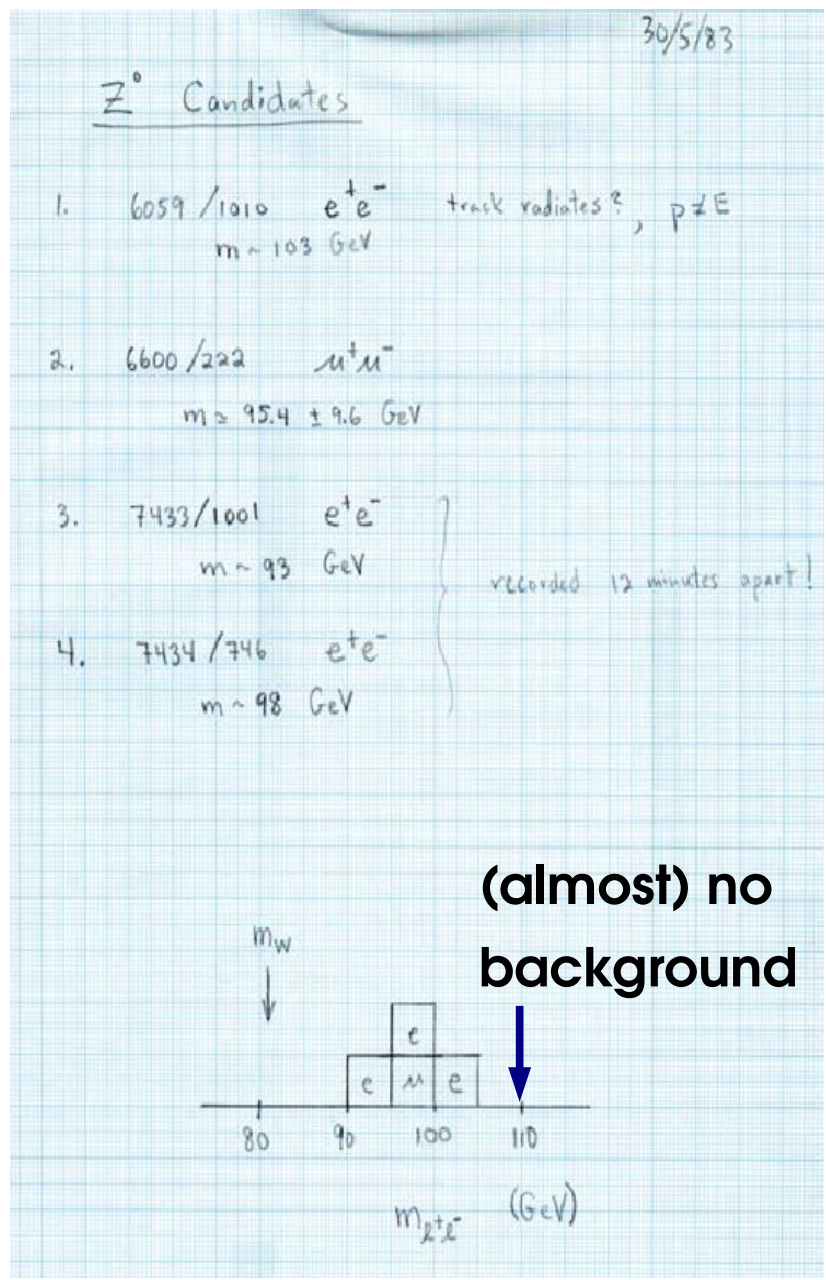 30/5/83
Z° Candidates
1. 6059/1010 e⁺e⁻ track radiates?, p≠E
m ~ 103 GeV
2. 6600/222 μ⁺μ⁻
m ≃ 95.4 ± 9.6 GeV
3. 7433/1001 e⁺e⁻
m ~ 93 GeV
recorded 12 minutes apart!
4. 7434/746 e⁺e⁻
m ~ 98 GeV
(almost) no
background
m_W
e
e μ e
80 90 100 110
m_ℓ⁺ℓ⁻ (GeV)